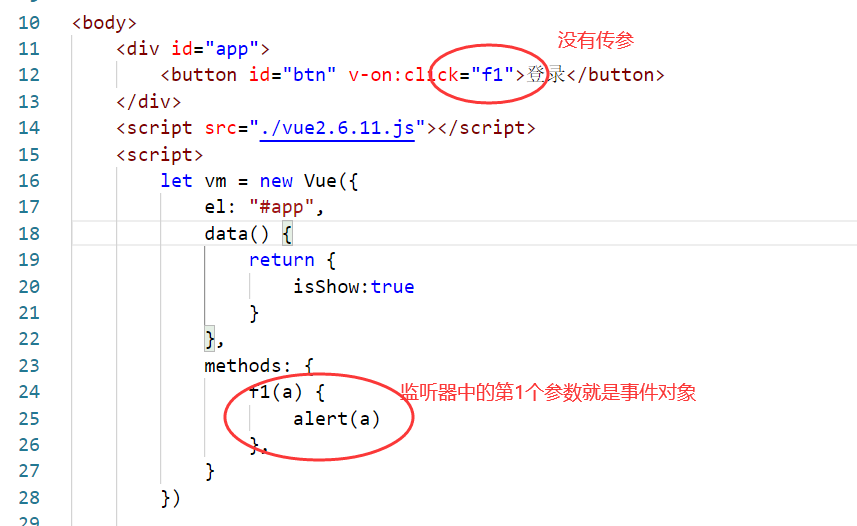 没有传参
10 <body>
11 <div id="app">
12 <button id="btn" v-on:click="f1">登录</button>
13 </div>
14 <script src="./vue2.6.11.js"></script>
15 <script>
16 let vm = new Vue({
17 el: "#app",
18 data() {
19 return {
20 isShow:true
21 }
22 },
23 methods: {
24 f1(a) { 监听器中的第1个参数就是事件对象
25 alert(a)
26 },
27 }
28 })
29